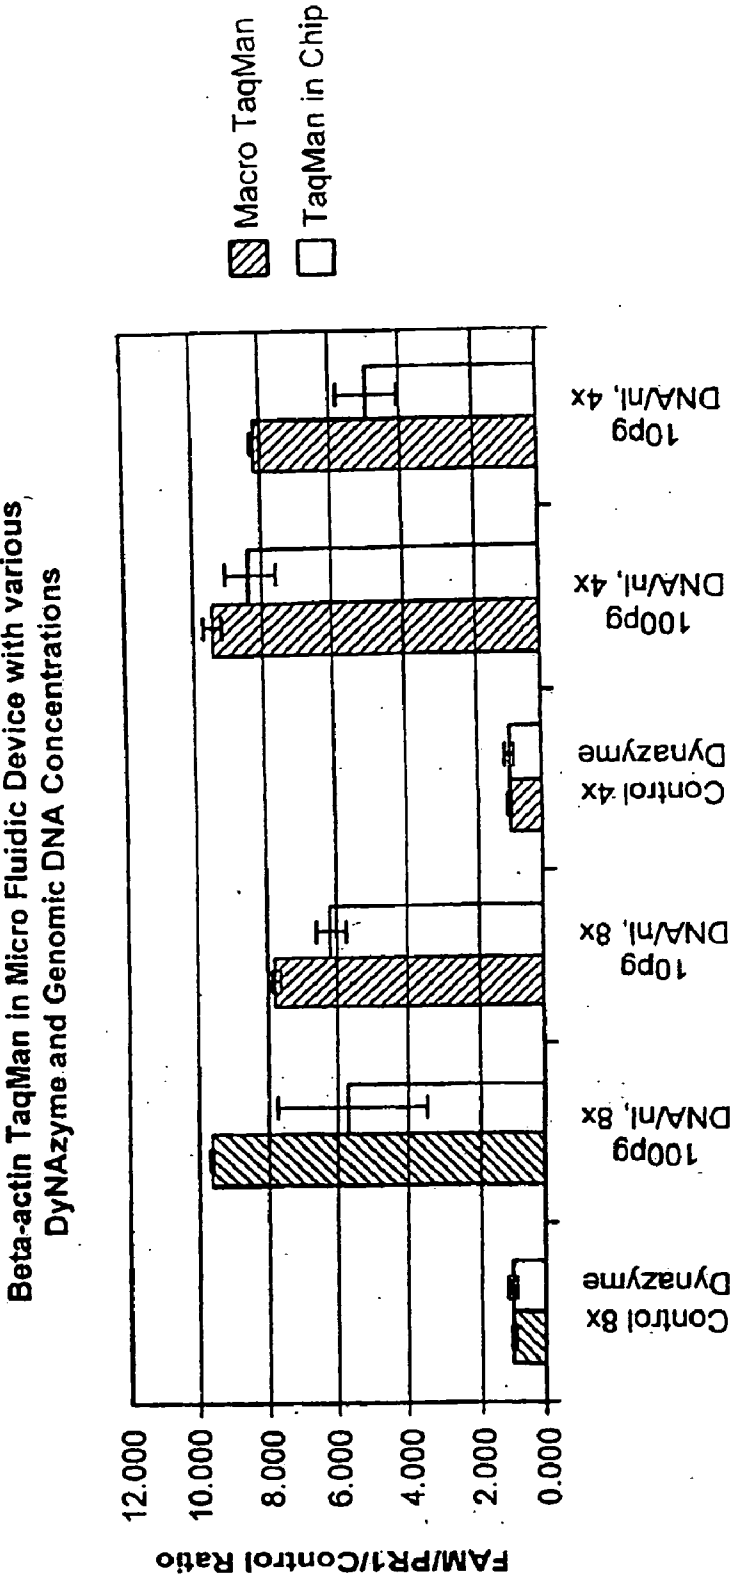 Beta-actin TaqMan in Micro Fluidic Device with various
DyNAzyme and Genomic DNA Concentrations
FAM/PR1/Control Ratio
12.000
10.000
8.000
6.000
4.000
2.000
0.000
Control 8x
Dynazyme
100pg
DNA/nl, 8x
10pg
DNA/nl, 8x
Control 4x
Dynazyme
100pg
DNA/nl, 4x
10pg
DNA/nl, 4x
Macro TaqMan
TaqMan in Chip